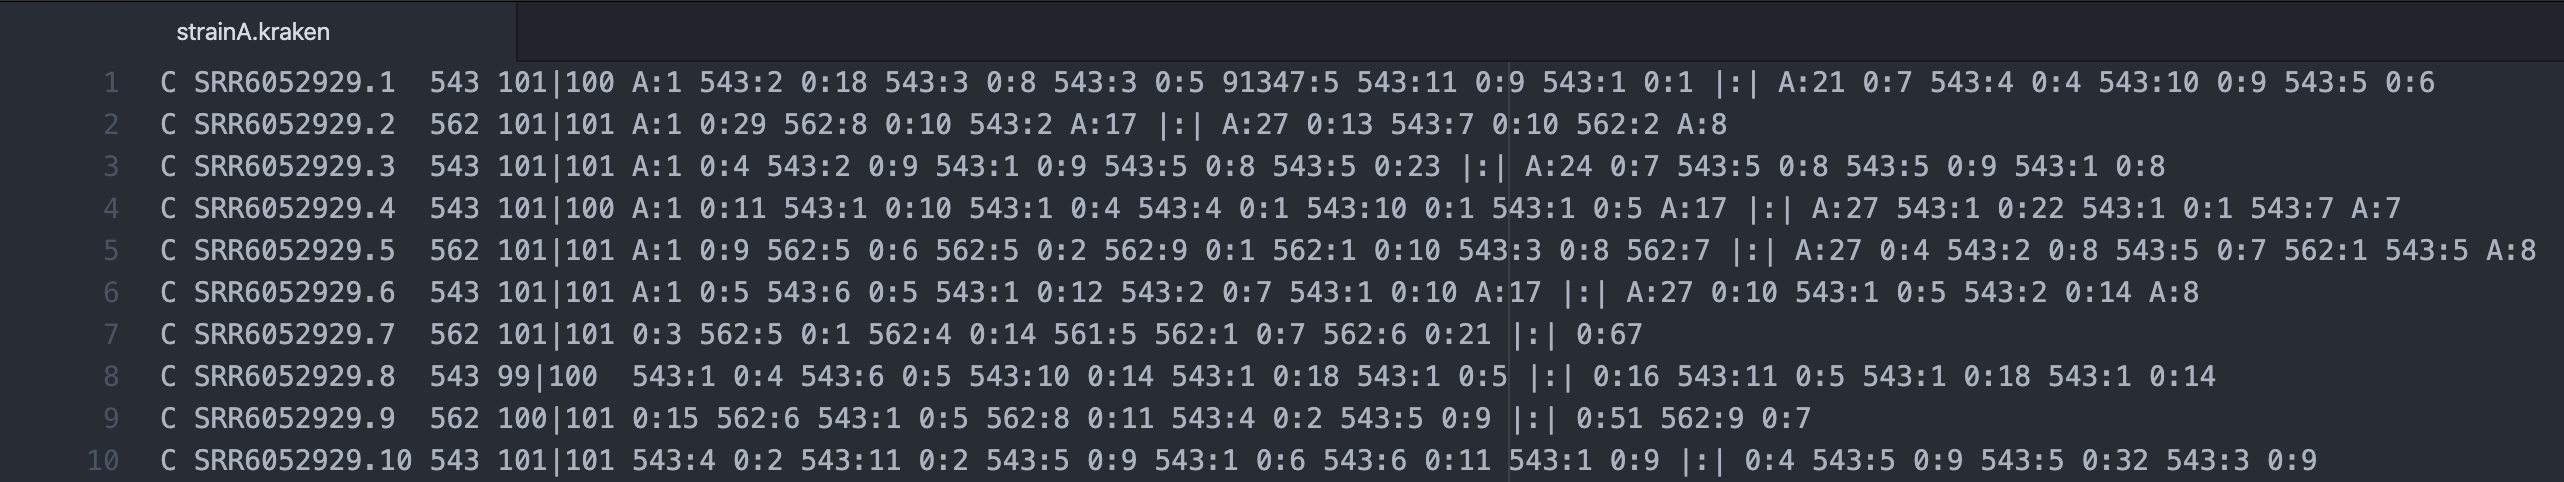 strainA.kraken
1 C SRR6052929.1 543 101|100 A:1 543:2 0:18 543:3 0:8 543:3 0:5 91347:5 543:11 0:9 543:1 0:1 |:| A:21 0:7 543:4 0:4 543:10 0:9 543:5 0:6
2 C SRR6052929.2 562 101|101 A:1 0:29 562:8 0:10 543:2 A:17 |:| A:27 0:13 543:7 0:10 562:2 A:8
3 C SRR6052929.3 543 101|101 A:1 0:4 543:2 0:9 543:1 0:9 543:5 0:8 543:5 0:23 |:| A:24 0:7 543:5 0:8 543:5 0:9 543:1 0:8
4 C SRR6052929.4 543 101|100 A:1 0:11 543:1 0:10 543:1 0:4 543:4 0:1 543:10 0:1 543:1 0:5 A:17 |:| A:27 543:1 0:22 543:1 0:1 543:7 A:7
5 C SRR6052929.5 562 101|101 A:1 0:9 562:5 0:6 562:5 0:2 562:9 0:1 562:1 0:10 543:3 0:8 562:7 |:| A:27 0:4 543:2 0:8 543:5 0:7 562:1 543:5 A:8
6 C SRR6052929.6 543 101|101 A:1 0:5 543:6 0:5 543:1 0:12 543:2 0:7 543:1 0:10 A:17 |:| A:27 0:10 543:1 0:5 543:2 0:14 A:8
7 C SRR6052929.7 562 101|101 0:3 562:5 0:1 562:4 0:14 561:5 562:1 0:7 562:6 0:21 |:| 0:67
8 C SRR6052929.8 543 99|100 543:1 0:4 543:6 0:5 543:10 0:14 543:1 0:18 543:1 0:5 |:| 0:16 543:11 0:5 543:1 0:18 543:1 0:14
9 C SRR6052929.9 562 100|101 0:15 562:6 543:1 0:5 562:8 0:11 543:4 0:2 543:5 0:9 |:| 0:51 562:9 0:7
10 C SRR6052929.10 543 101|101 543:4 0:2 543:11 0:2 543:5 0:9 543:1 0:6 543:6 0:11 543:1 0:9 |:| 0:4 543:5 0:9 543:5 0:32 543:3 0:9